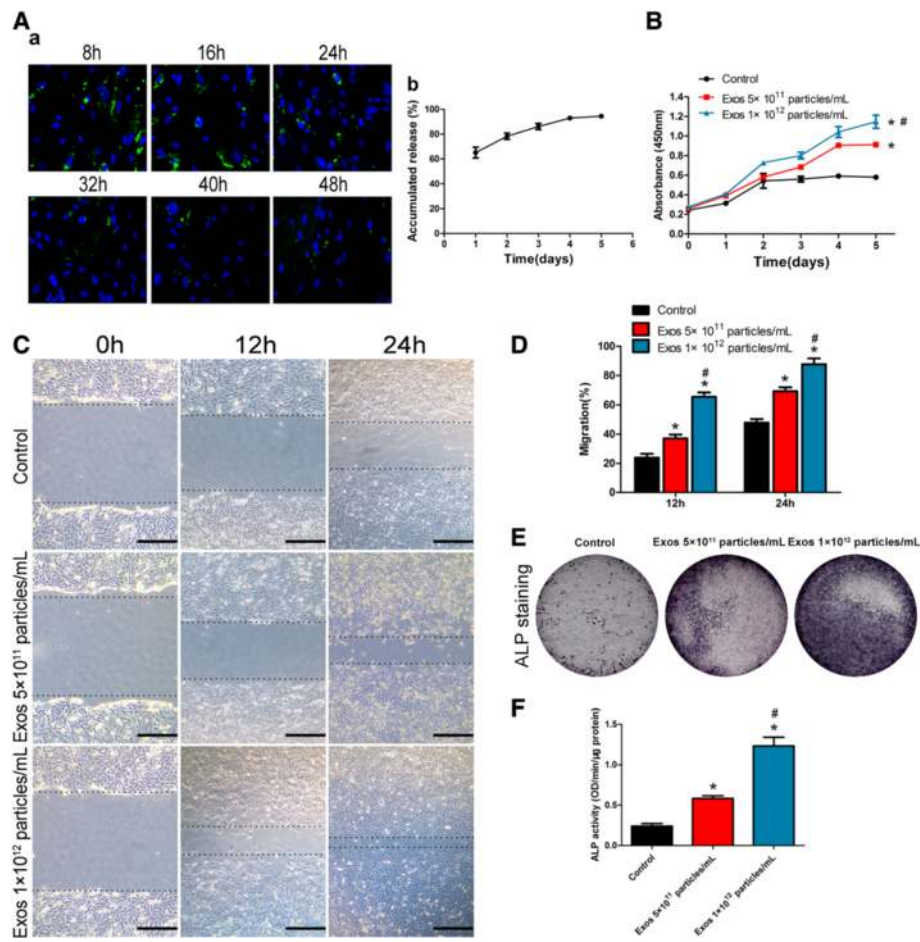 A
a
8h 16h 24h
32h 40h 48h
b
Accumulated release (%)
100
80
60
40
20
0
0 1 2 3 4 5 6
Time(days)
B
Control
Exos 5× 10¹¹ particles/mL
Exos 1× 10¹² particles/mL
Absorbance (450nm)
1.4
1.2
1.0
0.8
0.6
0.4
0.2
0 1 2 3 4 5
Time(days)
* #
*
C
0h 12h 24h
Control
Exos 5×10¹¹ particles/mL
Exos 1×10¹² particles/mL
D
Control
Exos 5× 10¹¹ particles/mL
Exos 1× 10¹² particles/mL
Migration(%)
100
80
60
40
20
0
*
#
*
*
#
*
12h 24h
E
Control Exos 5×10¹¹ particles/mL Exos 1×10¹² particles/mL
ALP staining
F
ALP activity (OD/min/μg protein)
1.5
1.0
0.5
0.0
*
#
*
Control
Exos 5×10¹¹ particles/mL
Exos 1×10¹² particles/mL